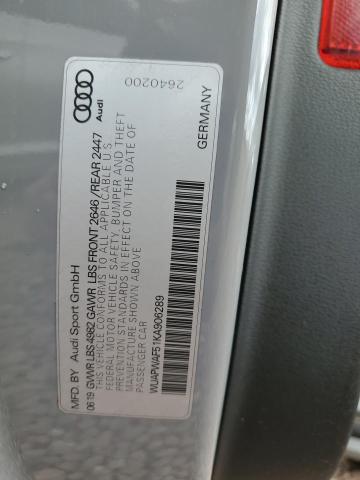 Audi
2640200
MFD. BY Audi Sport GmbH
06 19 GVWR LBS 4982 GAWR LBS FRONT 2646 /REAR 2447
THIS VEHICLE CONFORMS TO ALL APPLICABLE U S
FEDERAL MOTOR VEHICLE SAFETY, BUMPER AND THEFT
PREVENTION STANDARDS IN EFFECT ON THE DATE OF
MANUFACTURE SHOWN ABOVE
PASSENGER CAR
WUAPWAF51KA906289
GERMANY